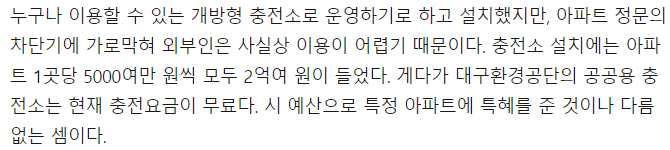 누구나 이용할 수 있는 개방형 충전소로 운영하기로 하고 설치했지만, 아파트 정문의
차단기에 가로막혀 외부인은 사실상 이용이 어렵기 때문이다. 충전소 설치에는 아파
트 1곳당 5000여만 원씩 모두 2억여 원이 들었다. 게다가 대구환경공단의 공공용 충
전소는 현재 충전요금이 무료다. 시 예산으로 특정 아파트에 특혜를 준 것이나 다름
없는 셈이다.